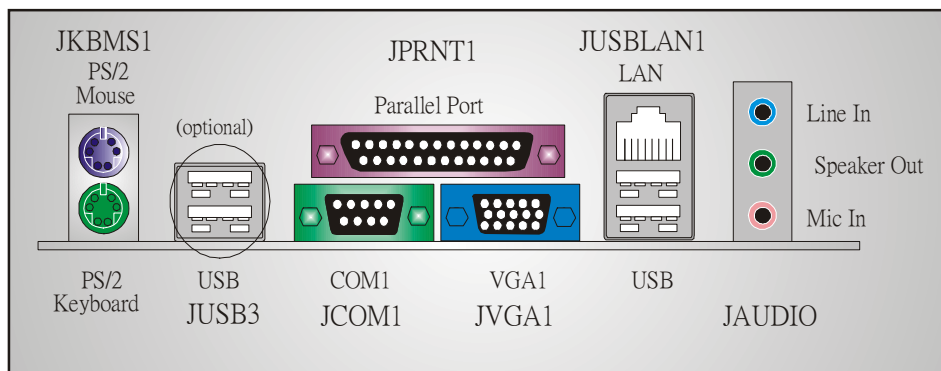 JKBMS1
PS/2
Mouse
(optional)
JPRNT1
Parallel Port
JUSBLAN1
LAN
Line In
Speaker Out
Mic In
PS/2
Keyboard
USB
JUSB3
COM1
JCOM1
VGA1
JVGA1
USB
JAUDIO